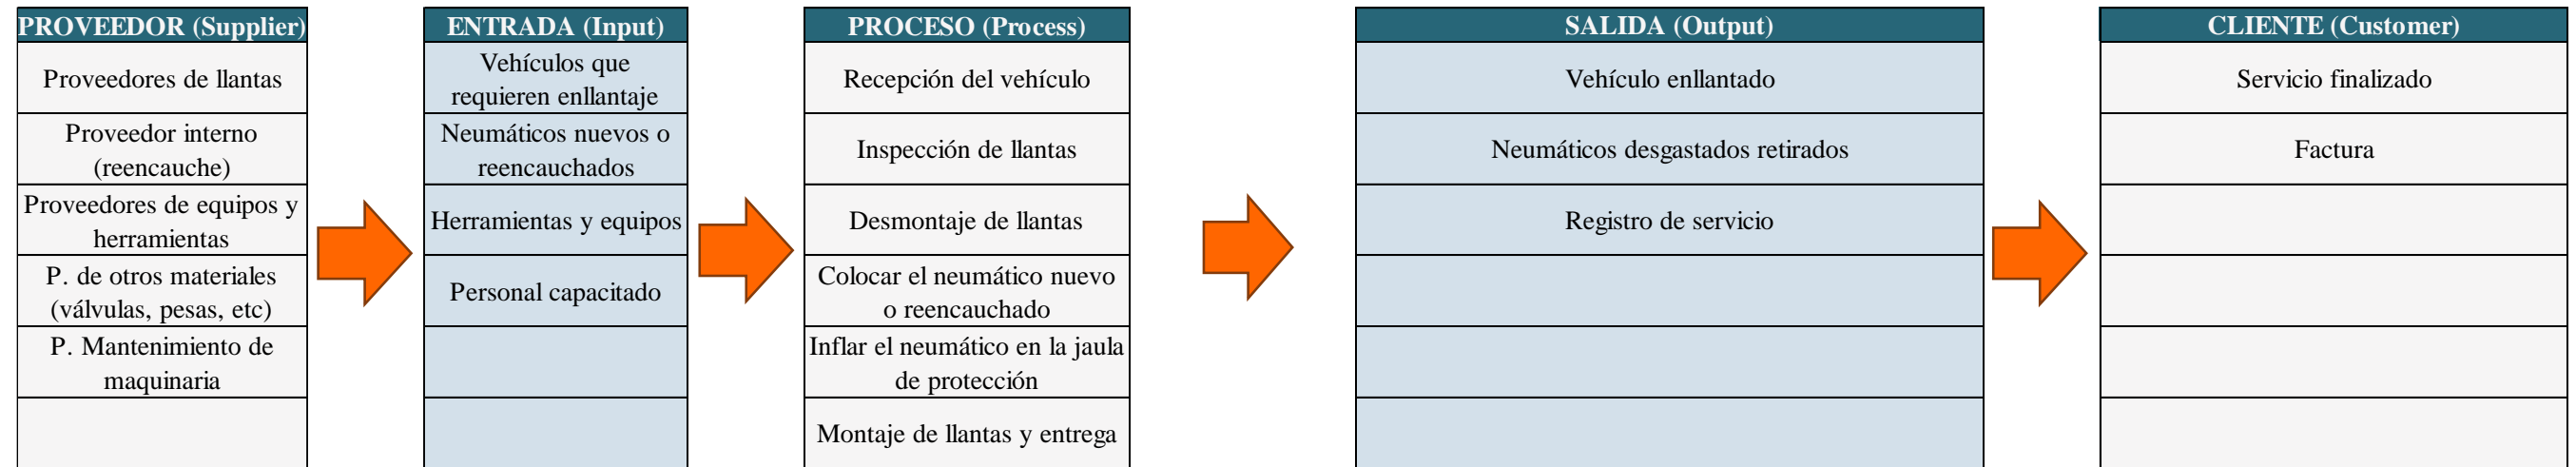 PROVEEDOR (Supplier)
Proveedores de llantas
Proveedor interno
(reencauche)
Proveedores de equipos y
herramientas
P. de otros materiales
(válvulas, pesas, etc)
P. Mantenimiento de
maquinaria
ENTRADA (Input)
Vehículos que
requieren enllantaje
Neumáticos nuevos o
reencauchados
Herramientas y equipos
Personal capacitado
PROCESO (Process)
Recepción del vehículo
Inspección de llantas
Desmontaje de llantas
Colocar el neumático nuevo
o reencauchado
Inflar el neumático en la jaula
de protección
Montaje de llantas y entrega
SALIDA (Output)
Vehículo enllantado
Neumáticos desgastados retirados
Registro de servicio
CLIENTE (Customer)
Servicio finalizado
Factura